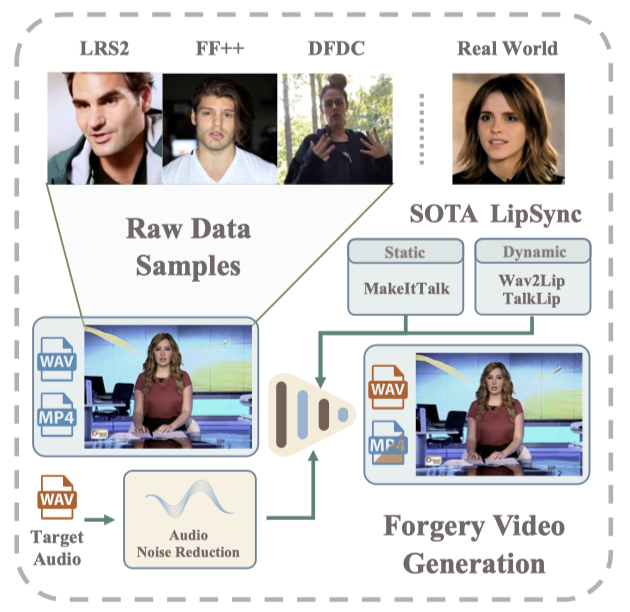 LRS2
FF++
DFDC
Real World
Raw Data
Samples
SOTA LipSync
Static
Dynamic
MakeItTalk
Wav2Lip
TalkLip
WAV
MP4
WAV
MP4
WAV
Target
Audio
Audio
Noise Reduction
Forgery Video
Generation